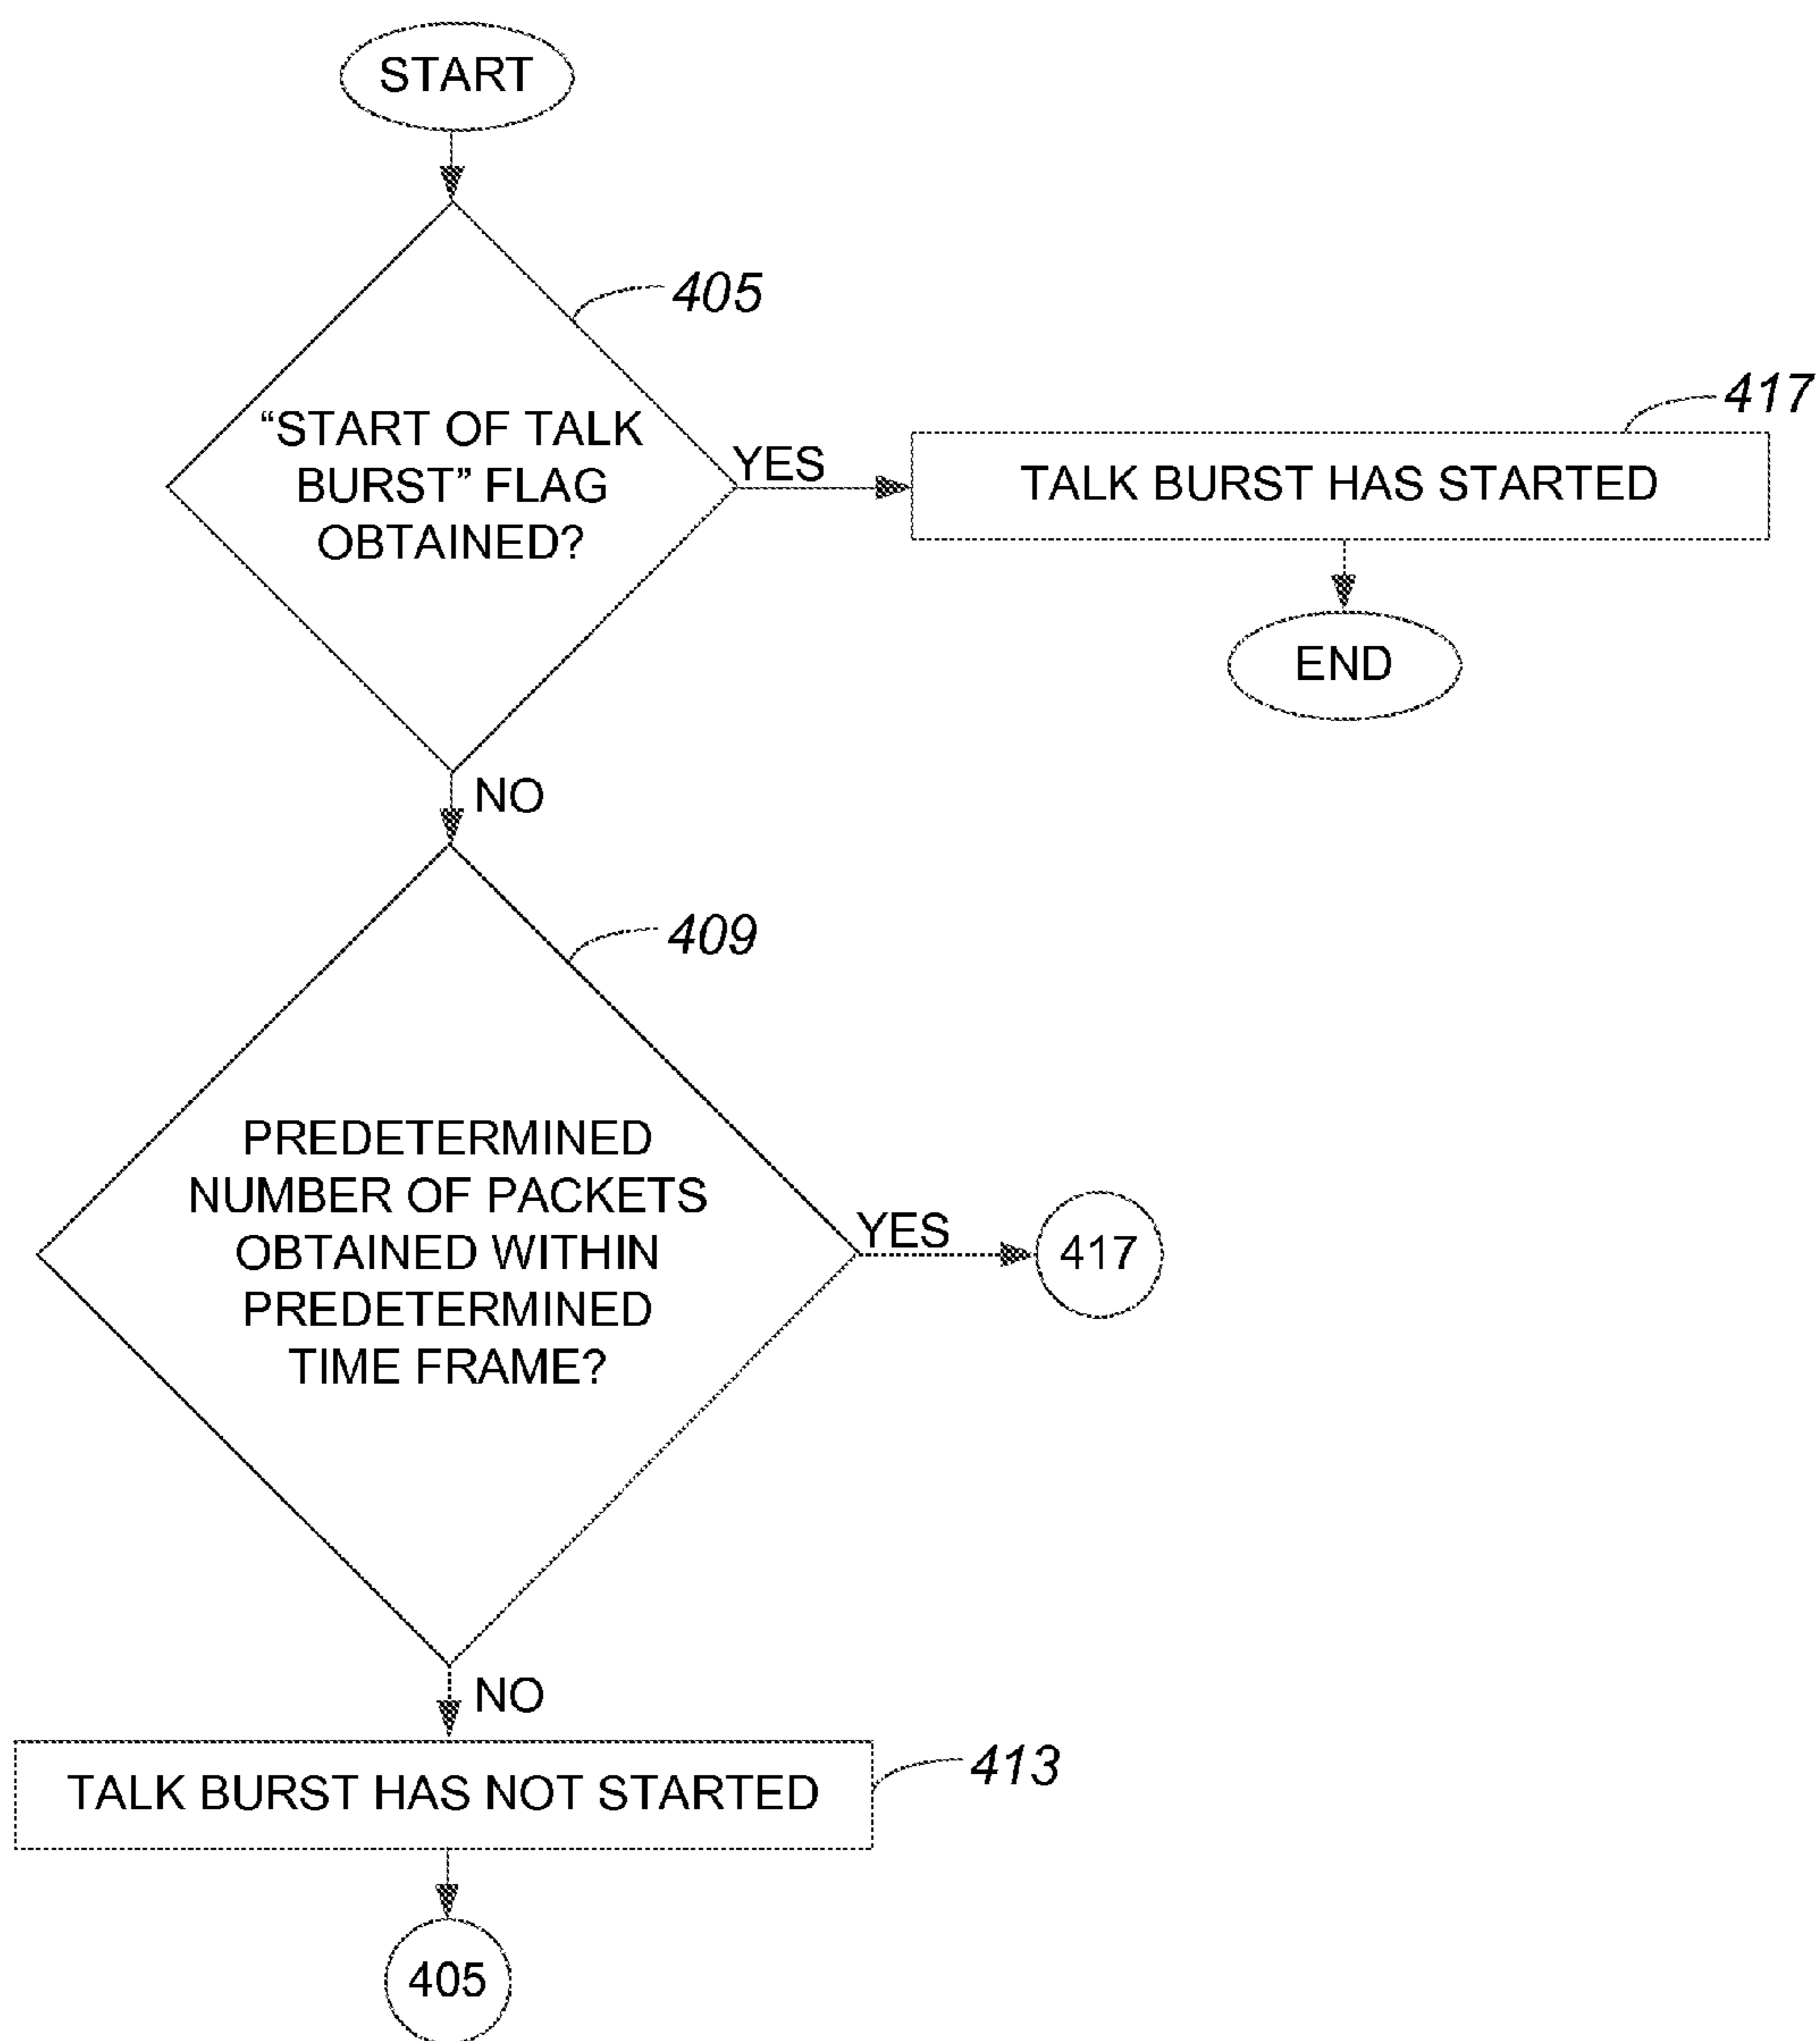 START
405
“START OF TALK
BURST” FLAG
OBTAINED?
YES
417
TALK BURST HAS STARTED
END
NO
409
PREDETERMINED
NUMBER OF PACKETS
OBTAINED WITHIN
PREDETERMINED
TIME FRAME?
YES
417
NO
TALK BURST HAS NOT STARTED
413
405